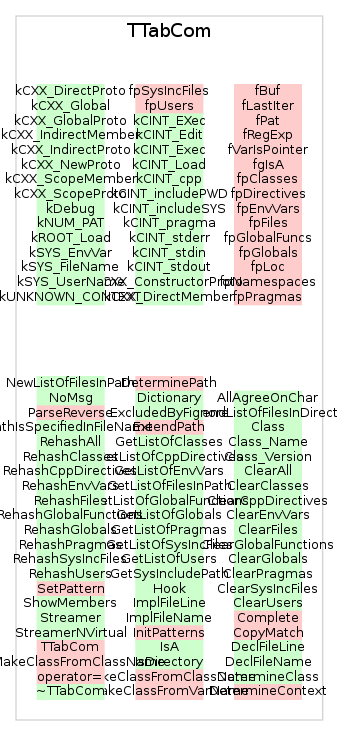 TTabCom
kCXX_DirectProto fpSysIncFiles fBuf
kCXX_Global fpUsers fLastIter
kCXX_GlobalProto kCINT_EXec fPat
kCXX_IndirectMember kCINT_Edit fRegExp
kCXX_IndirectProto kCINT_Exec fVarIsPointer
kCXX_NewProto kCINT_Load fgIsA
kCXX_ScopeMember kCINT_cpp fpClasses
kCXX_ScopeProto kCINT_includePWD fpDirectives
kDebug kCINT_includeSYS fpEnvVars
kNUM_PAT kCINT_pragma fpFiles
kROOT_Load kCINT_stderr fpGlobalFuncs
kSYS_EnvVar kCINT_stdin fpGlobals
kSYS_FileName kCINT_stdout fpLoc
kSYS_UserName kCXX_ConstructorProto fpNamespaces
kUNKNOWN_CONTEXT kCXX_DirectMember fpPragmas
NewListOfFilesInPath DeterminePath
NoMsg Dictionary AllAgreeOnChar
ParseReverse ExcludedByFignore
PathIsSpecifiedInFileName ExtendPath Class
RehashAll GetListOfClasses Class_Name
RehashClasses GetListOfCppDirectives Class_Version
RehashCppDirectives GetListOfEnvVars ClearAll
RehashEnvVars GetListOfFilesInPath ClearClasses
RehashFiles GetListOfGlobalFunctions ClearCppDirectives
RehashGlobalFunctions GetListOfGlobals ClearEnvVars
RehashGlobals GetListOfPragmas ClearFiles
RehashPragmas GetListOfSysIncFiles ClearGlobalFunctions
RehashSysIncFiles GetListOfUsers ClearGlobals
RehashUsers GetSysIncludePath ClearPragmas
SetPattern Hook ClearSysIncFiles
ShowMembers ImplFileLine ClearUsers
Streamer ImplFileName Complete
StreamerNVirtual InitPatterns CopyMatch
TTabCom IsA DeclFileLine
MakeClassFromClassName IsDirectory DeclFileName
operator= DetermineClass
~TTabCom MakeClassFromVarName DetermineContext